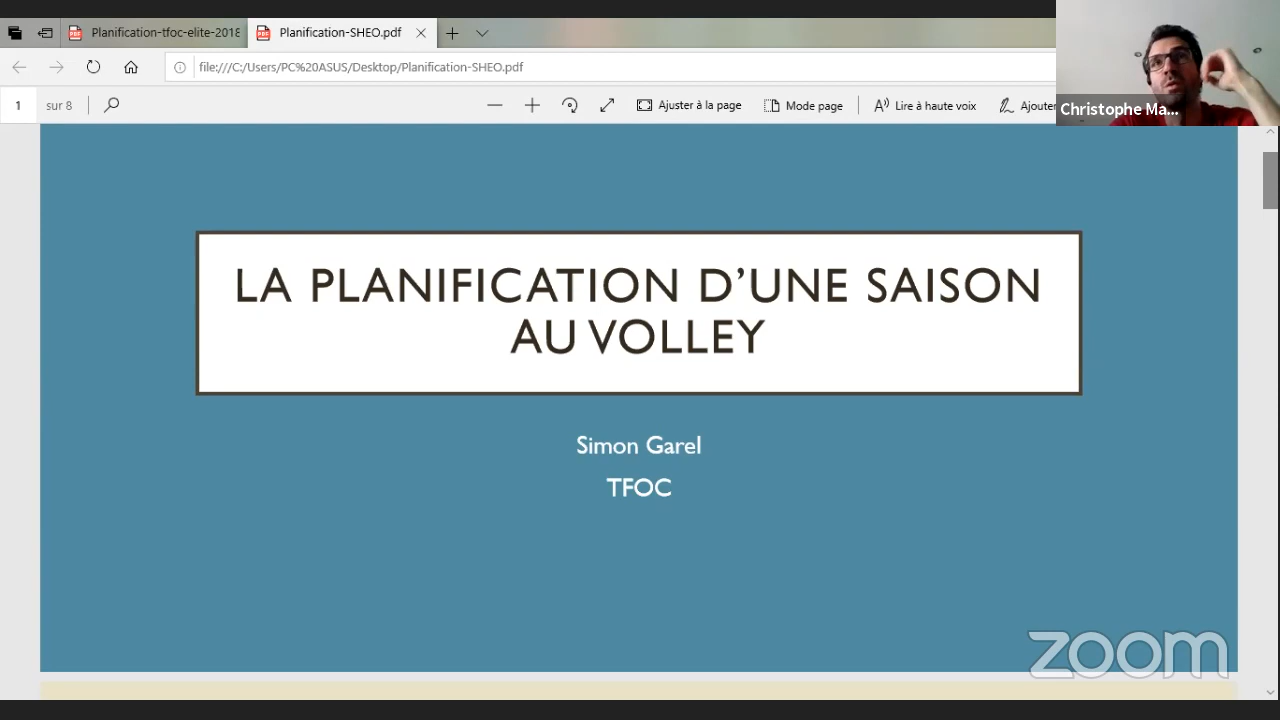 Planification-tfoc-elite-2018
Planification-SHEO.pdf
file:///C:/Users/PC%20ASUS/Desktop/Planification-SHEO.pdf
1 sur 8
Ajuster à la page
Mode page
Lire à haute voix
Ajouter
Christophe Ma...
LA PLANIFICATION D’UNE SAISON
AU VOLLEY
Simon Garel
TFOC
zoom